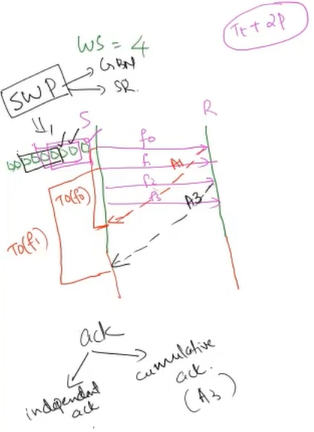 WS = 4
Tt + 2P
SWP
GBN
SR.
S
R
f0
f1
A1
f2
f3
TO(f0)
A3
TO(f1)
ack
independent
ack
cumulative
ack.
(A3)